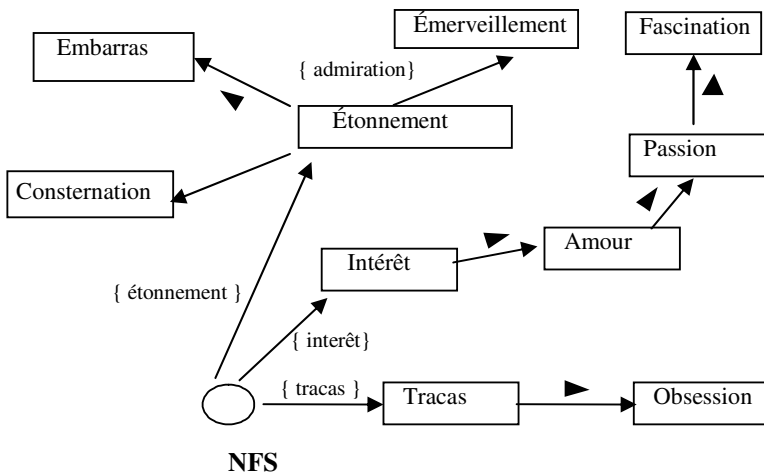 Émerveillement
Fascination
Embarras
{ admiration}
Étonnement
Passion
Consternation
Amour
Intérêt
{ étonnement }
{ interêt}
{ tracas }
Tracas
Obsession
NFS